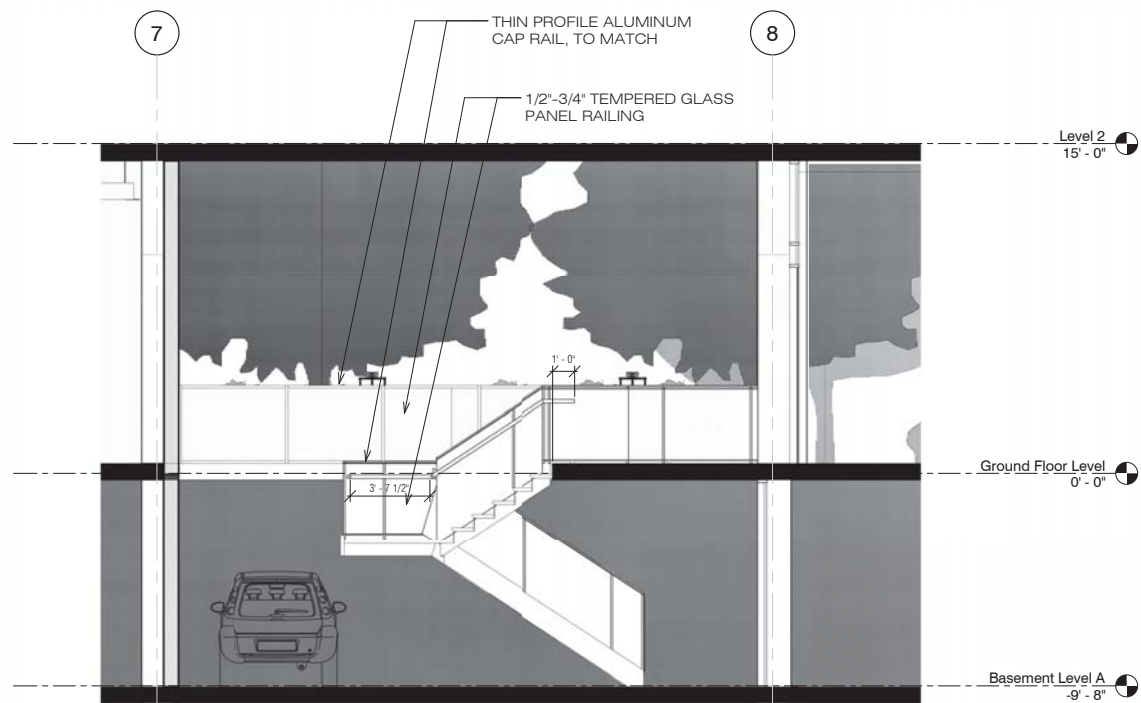 7
THIN PROFILE ALUMINUM
CAP RAIL, TO MATCH
8
1/2"-3/4" TEMPERED GLASS
PANEL RAILING
Level 2
15' - 0"
1' - 0"
Ground Floor Level
0' - 0"
3' - 7 1/2"
Basement Level A
-9' - 8"